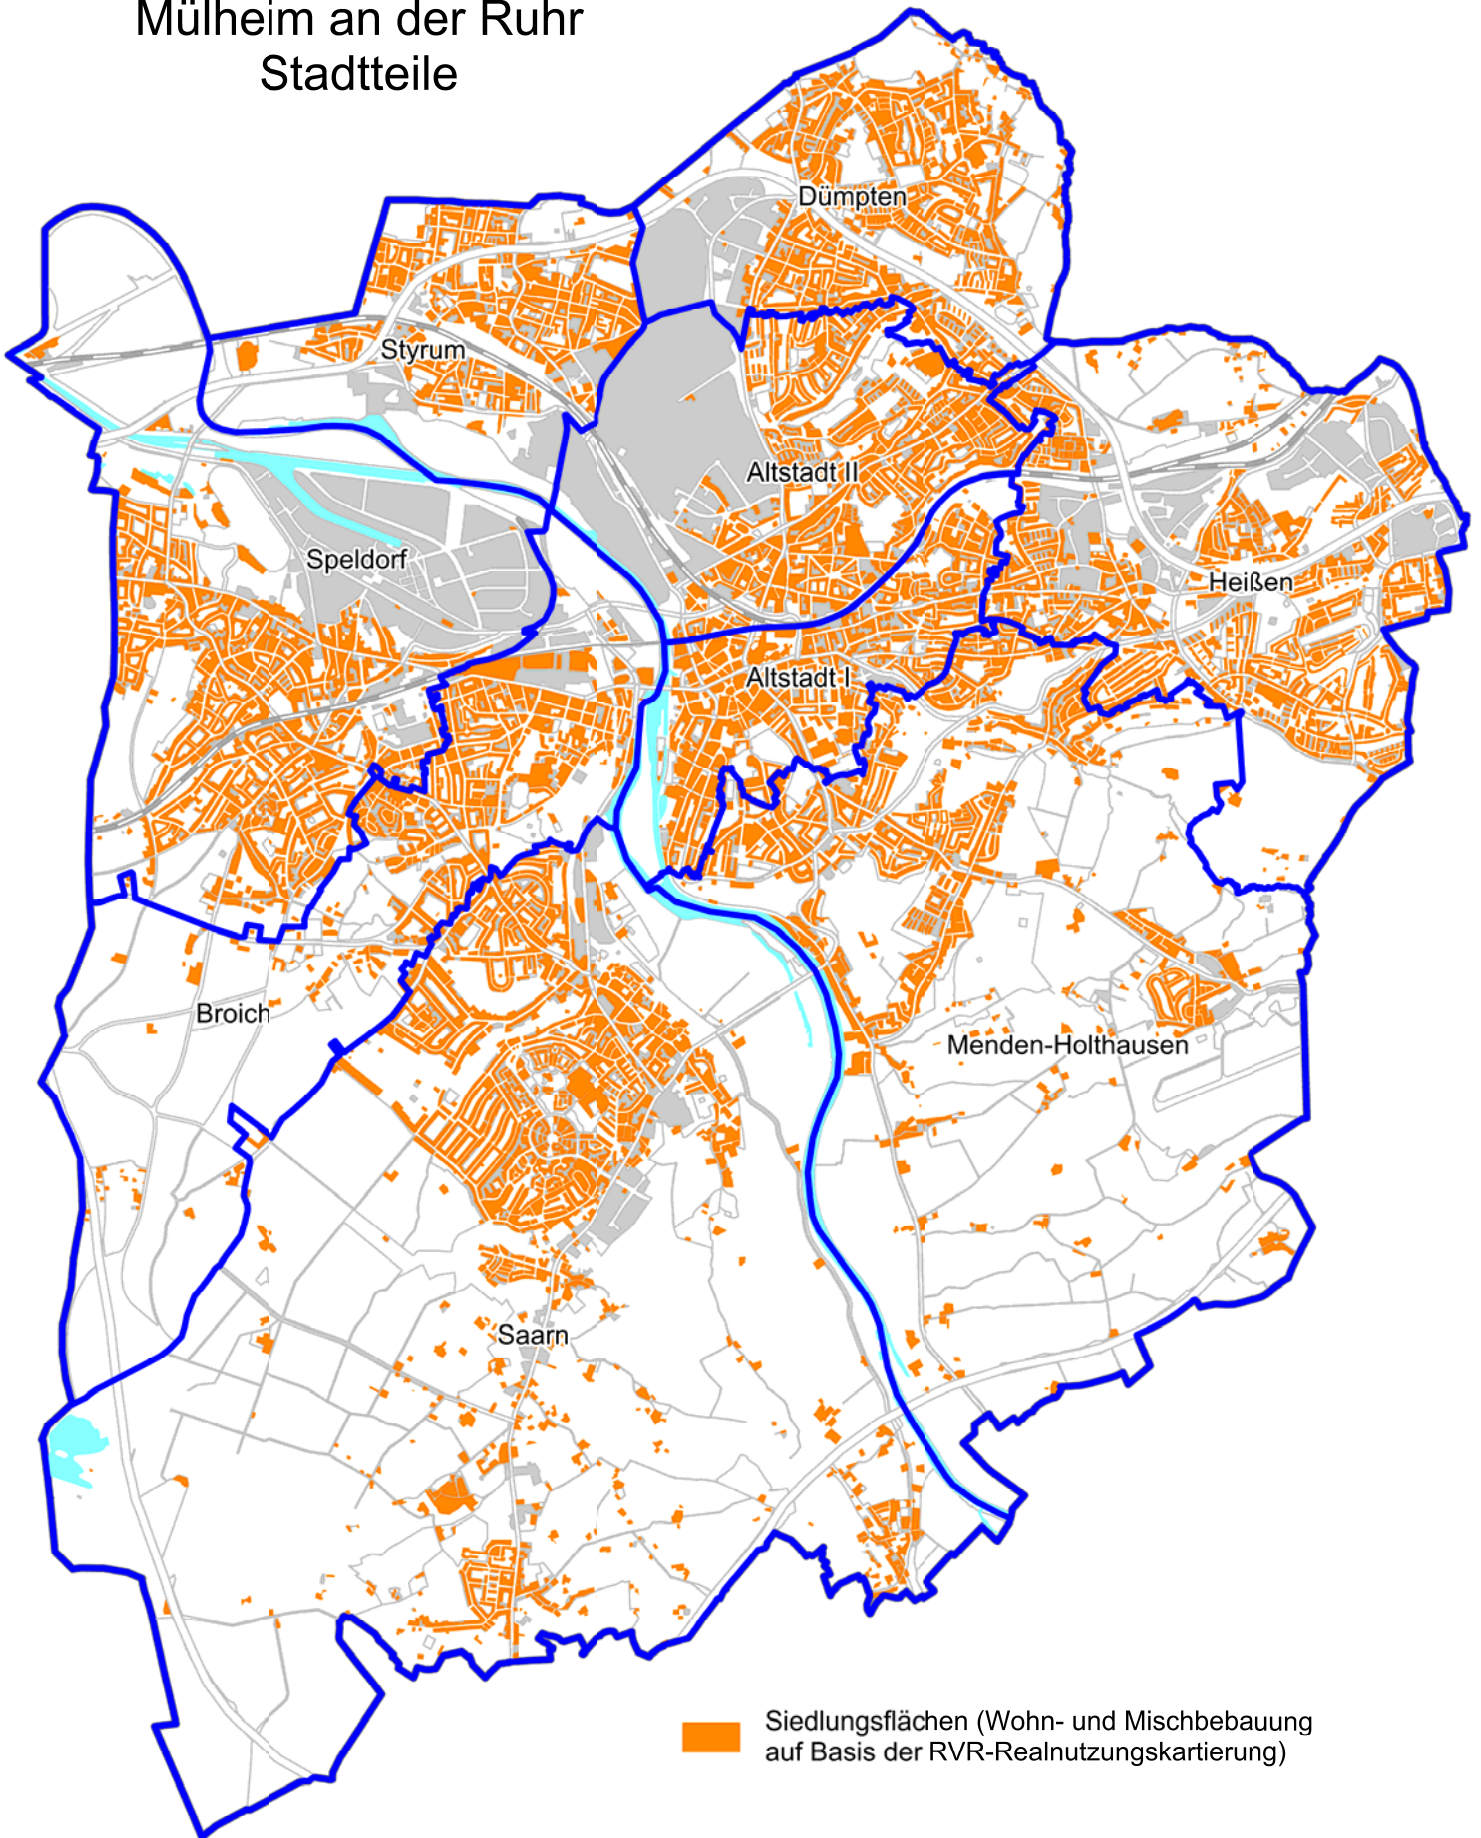 Mülheim an der Ruhr
Stadtteile
Dümpten
Styrum
Altstadt II
Speldorf
Heißen
Altstadt I
Broich
Menden-Holthausen
Saarn
Siedlungsflächen (Wohn- und Mischbebauung
auf Basis der RVR-Realnutzungskartierung)